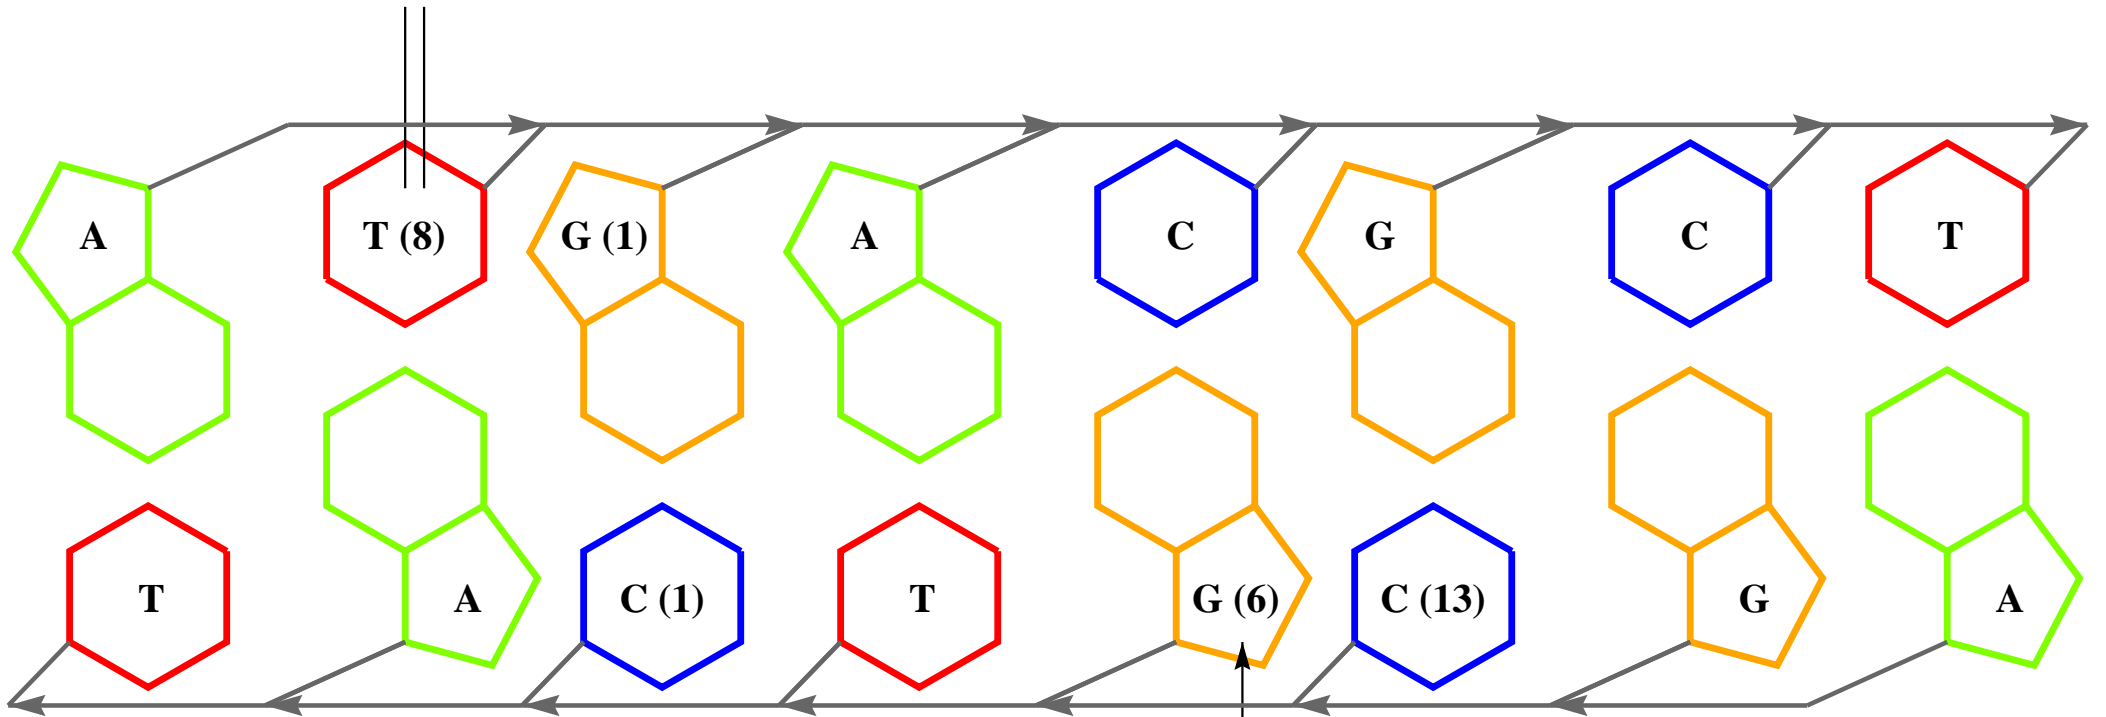 A T (8) G (1) A C G C T
T A C (1) T G (6) C (13) G A